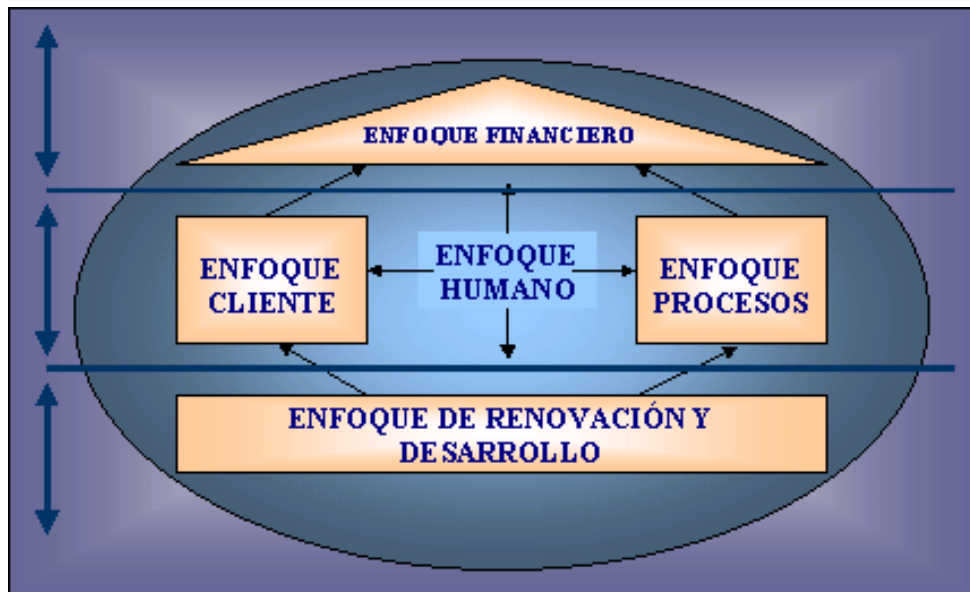 ENFOQUE FINANCIERO
ENFOQUE
CLIENTE
ENFOQUE
HUMANO
ENFOQUE
PROCESOS
ENFOQUE DE RENOVACIÓN Y
DESARROLLO